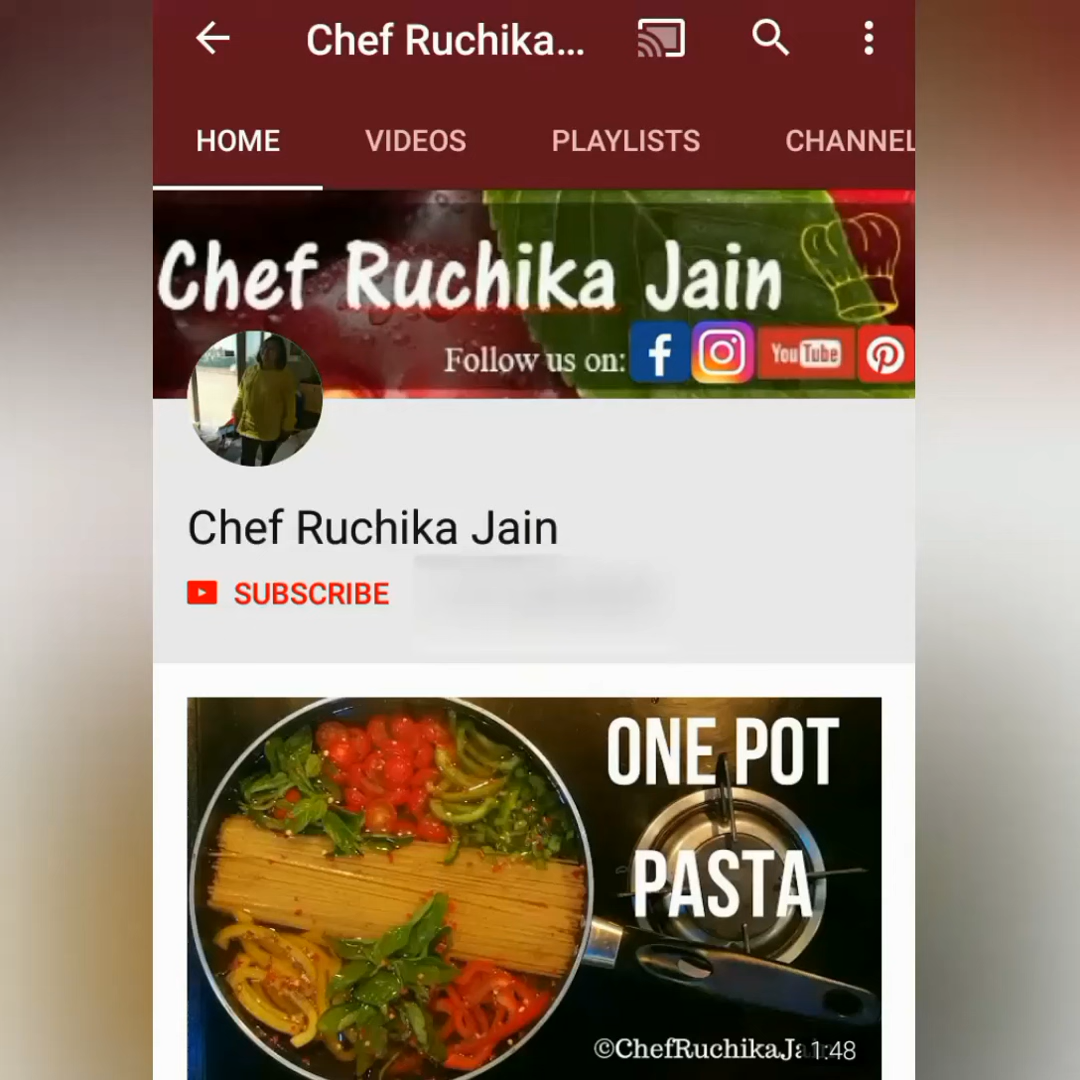 Chef Ruchika...
HOME VIDEOS PLAYLISTS CHANNEL
Chef Ruchika Jain
Follow us on: f YouTube
Chef Ruchika Jain
SUBSCRIBE
ONE POT
PASTA
©ChefRuchikaJ 1:48